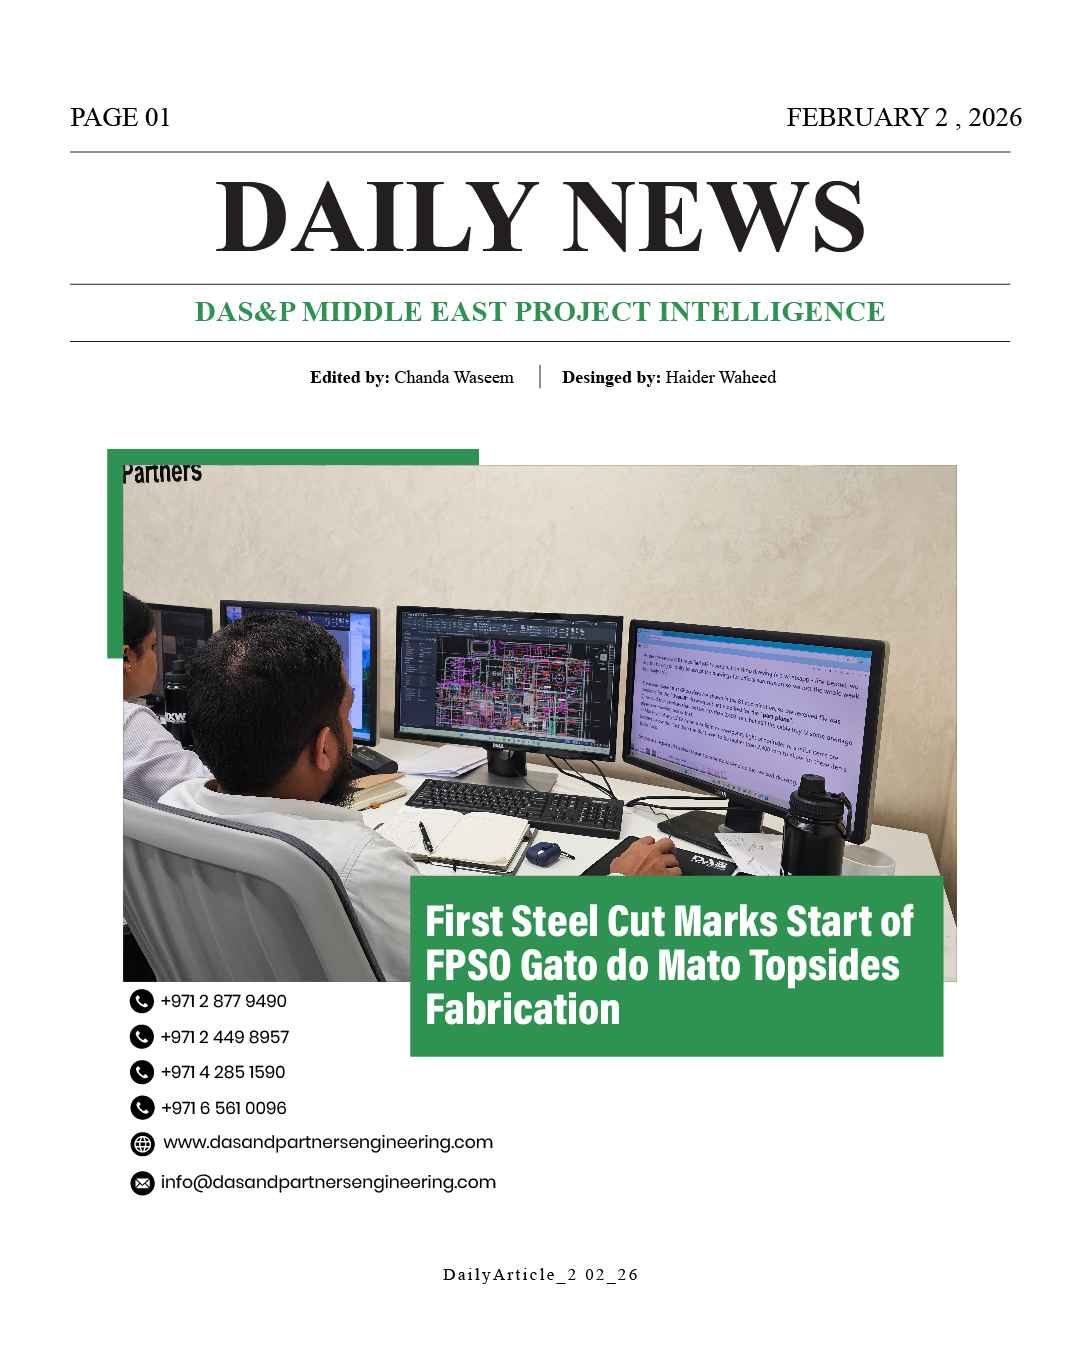 PAGE 01
FEBRUARY 2 , 2026
DAILY NEWS
DAS&P MIDDLE EAST PROJECT INTELLIGENCE
Edited by: Chanda Waseem
Desinged by: Haider Waheed
Partners
First Steel Cut Marks Start of
FPSO Gato do Mato Topsides
Fabrication
+971 2 877 9490
+971 2 449 8957
+971 4 285 1590
+971 6 561 0096
www.dasandpartnersengineering.com
info@dasandpartnersengineering.com
DailyArticle_2 02_26